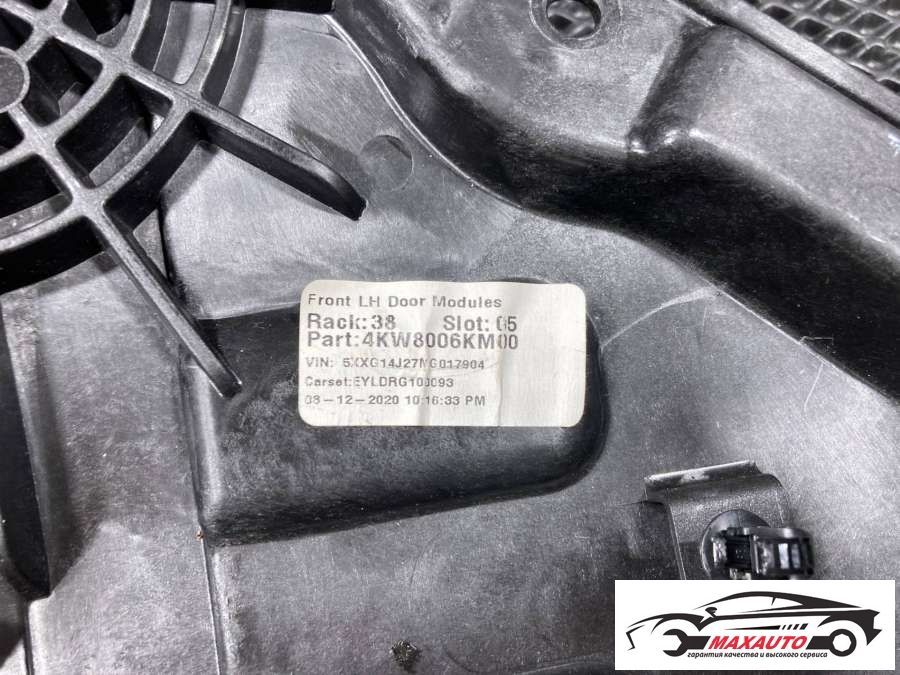 Front LH Door Modules
Rack: 38 Slot: 05
Part: 4KW8006KM00
VIN: 5XXG14J27MG017904
Carset: EYLDRG100093
08-12-2020 10:16:33 PM
MAXAUTO
гарантия качества и высокого сервиса